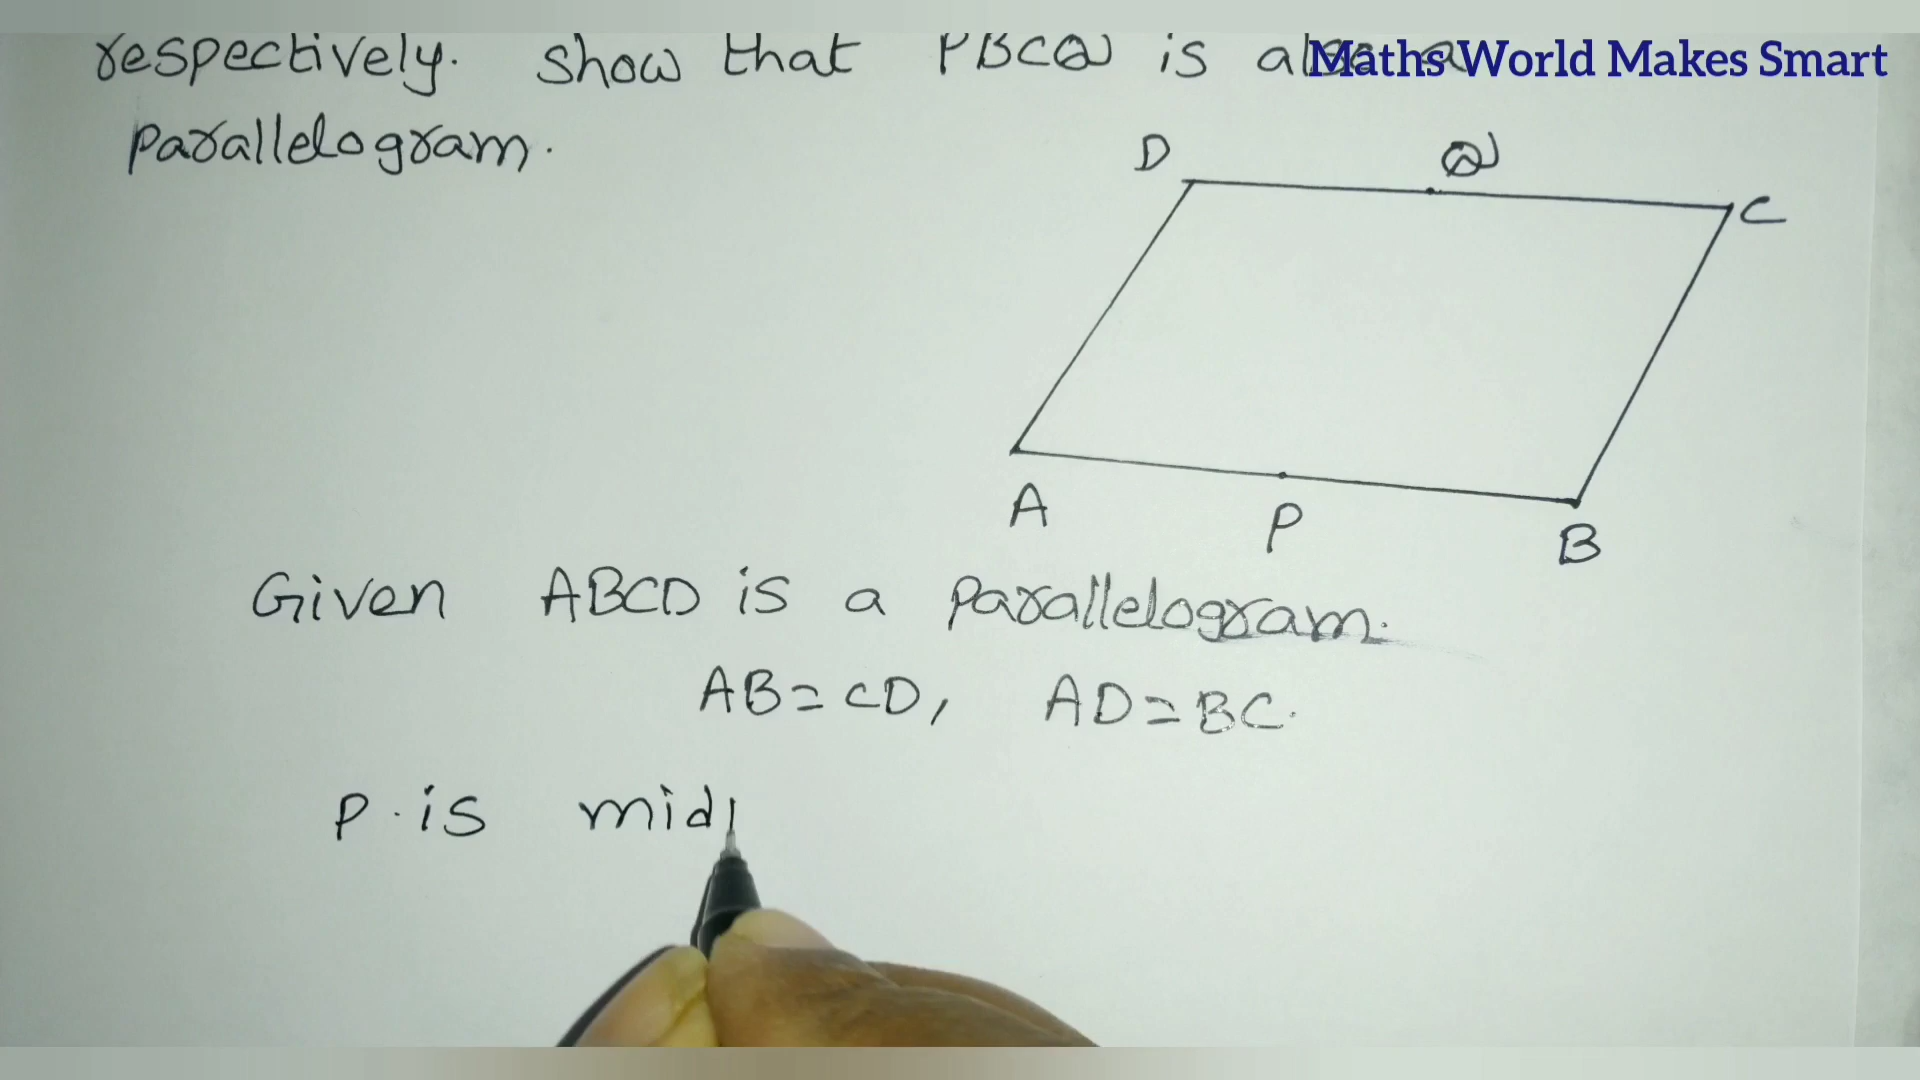 respectively. show that PBCQ is also a
Maths World Makes Smart
parallelogram.
D Q C
A P B
Given ABCD is a parallelogram.
AB = CD, AD = BC.
P. is mid